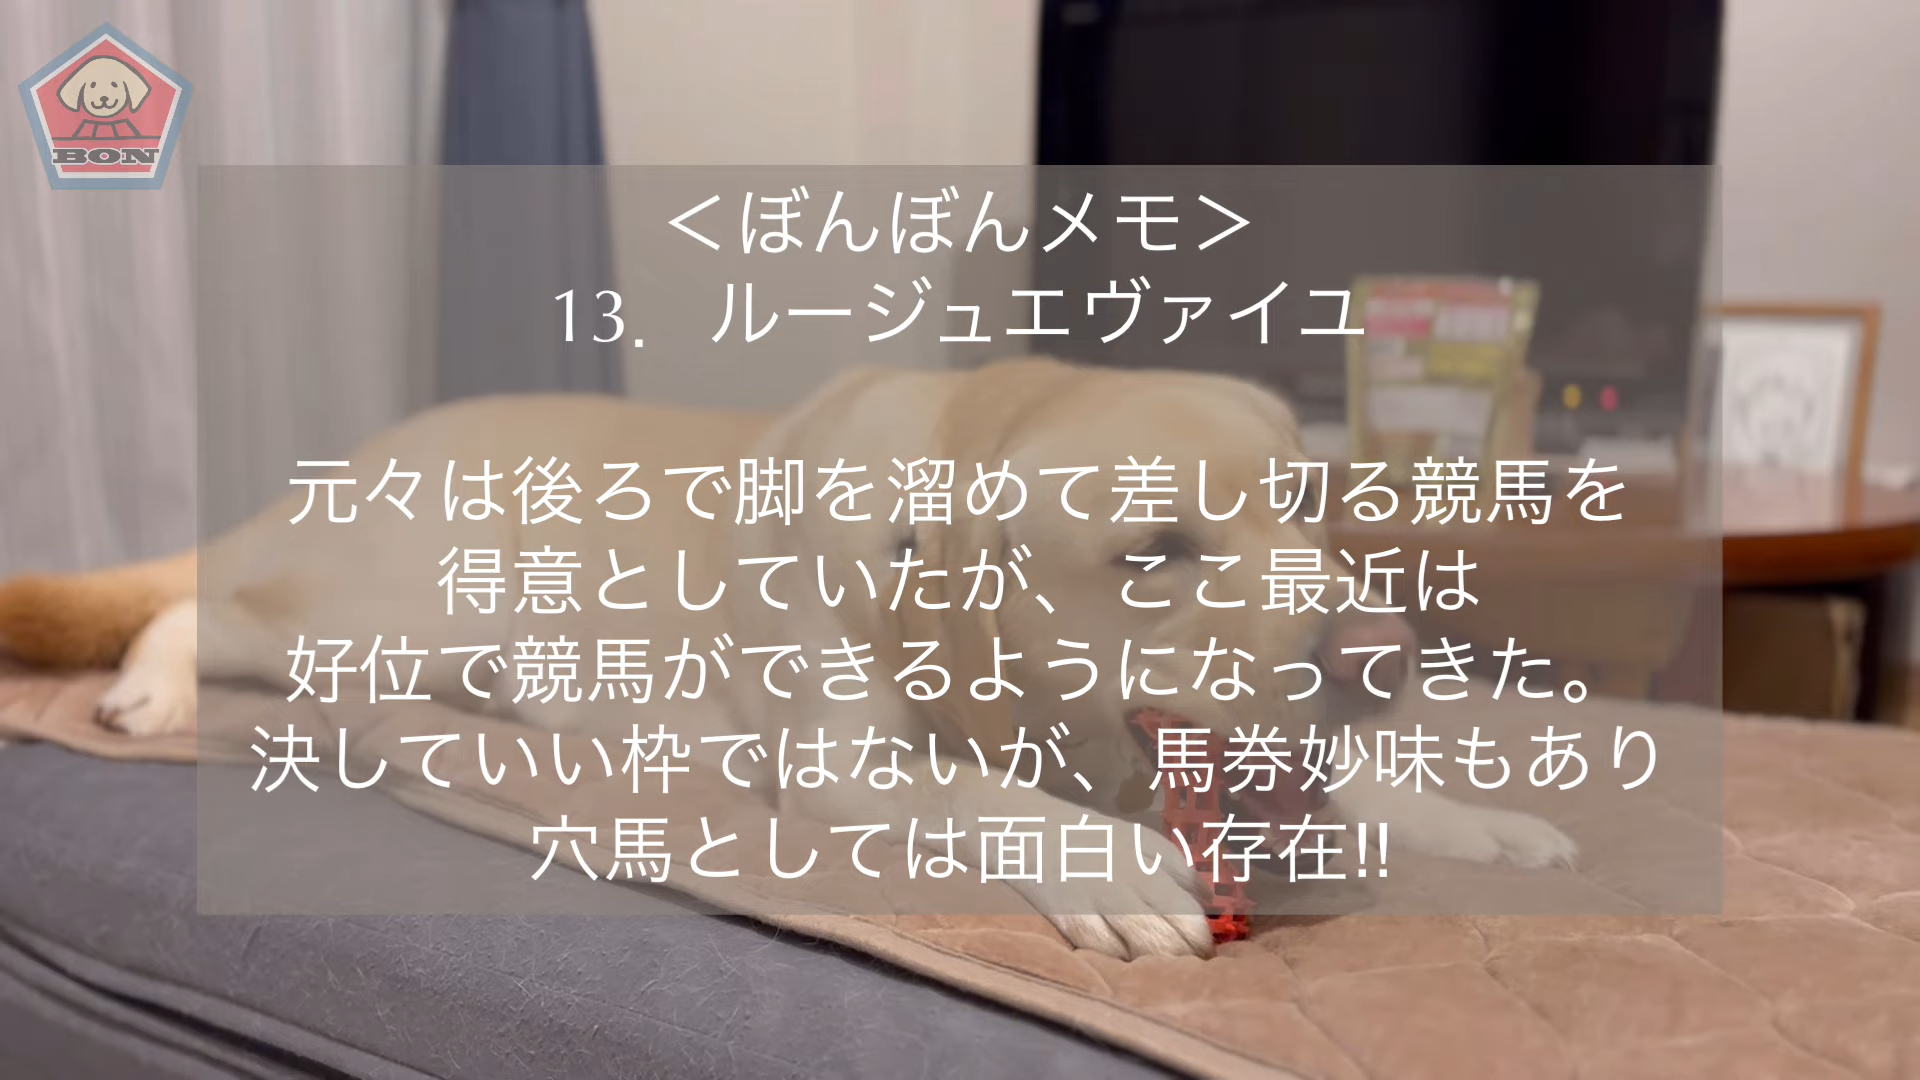 BON
＜ぼんぼんメモ＞
13. ルージュエヴァイユ
元々は後ろで脚を溜めて差し切る競馬を
得意としていたが、ここ最近は
好位で競馬ができるようになってきた。
決していい枠ではないが、馬券妙味もあり
穴馬としては面白い存在!!